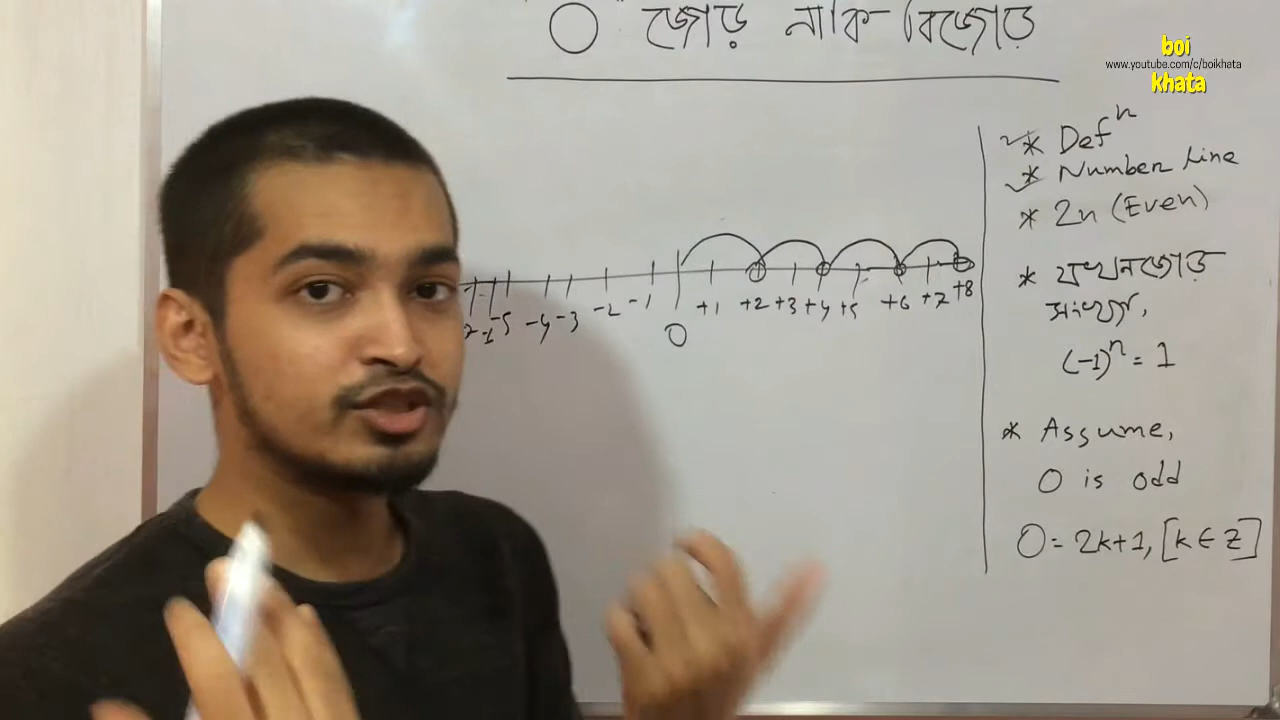 0 জোড় নাকি বিজোড়
boi
www.youtube.com/c/boikhata
khata
* Defⁿ
* Number line
* 2n (Even)
* যখন জোড়
সংখ্যা,
(-1)ⁿ = 1
* Assume,
0 is odd
0 = 2k+1, [k ∈ Z]
-5 -4 -3 -2 -1 0 +1 +2 +3 +4 +5 +6 +7 +8